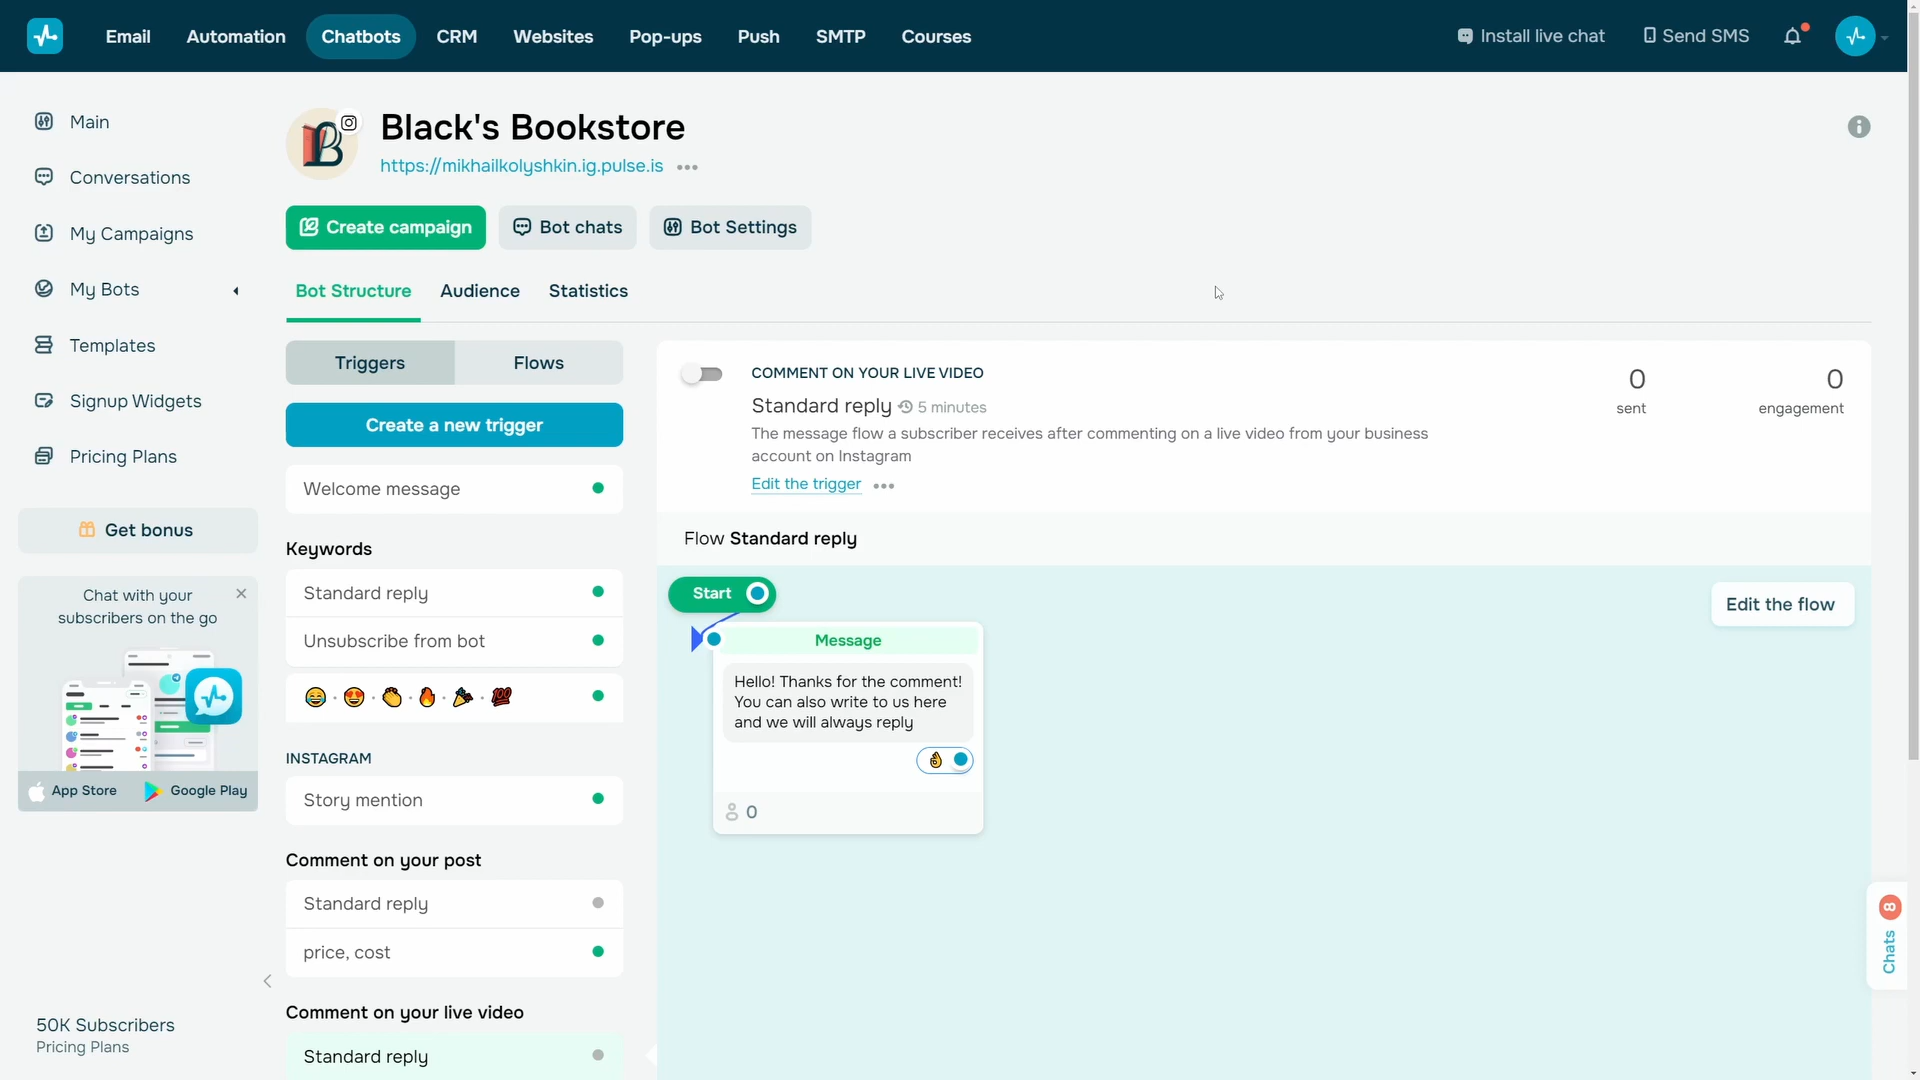 Email
Automation
Chatbots
CRM
Websites
Pop-ups
Push
SMTP
Courses
Install live chat
Send SMS
Main
Conversations
My Campaigns
My Bots
Templates
Signup Widgets
Pricing Plans
Get bonus
Chat with your
subscribers on the go
App Store
Google Play
50K Subscribers
Pricing Plans
B
Black's Bookstore
https://mikhailkolyshkin.ig.pulse.is
Create campaign
Bot chats
Bot Settings
Bot Structure
Audience
Statistics
Triggers
Flows
Create a new trigger
Welcome message
Keywords
Standard reply
Unsubscribe from bot
😂 · 😍 · 👏 · 🔥 · 🎉 · 💯
INSTAGRAM
Story mention
Comment on your post
Standard reply
price, cost
Comment on your live video
Standard reply
COMMENT ON YOUR LIVE VIDEO
Standard reply 5 minutes
The message flow a subscriber receives after commenting on a live video from your business
account on Instagram
Edit the trigger
0
sent
0
engagement
Flow Standard reply
Start
Edit the flow
Message
Hello! Thanks for the comment!
You can also write to us here
and we will always reply
👌
0
Chats 8